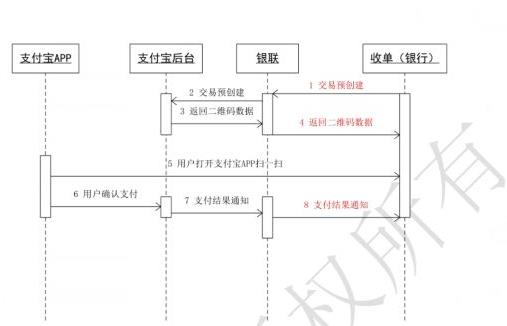 支付宝APP
支付宝后台
银联
收单（银行）
1 交易预创建
2 交易预创建
3 返回二维码数据
4 返回二维码数据
5 用户打开支付宝APP扫一扫
6 用户确认支付
7 支付结果通知
8 支付结果通知
权所有